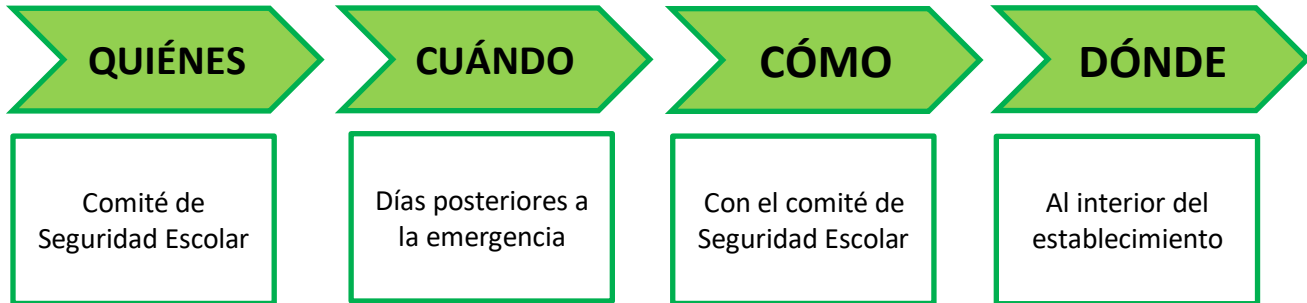 QUIÉNES
CUÁNDO
CÓMO
DÓNDE
Comité de
Seguridad Escolar
Días posteriores a
la emergencia
Con el comité de
Seguridad Escolar
Al interior del
establecimiento